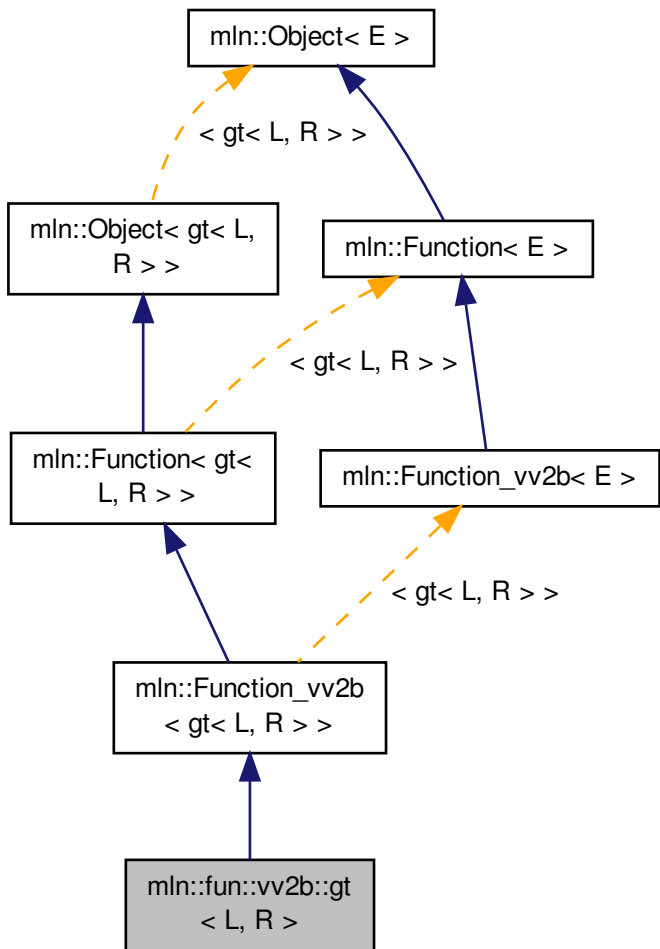 mln::Object< E >
< gt< L, R > >
mln::Object< gt< L,
R > >
mln::Function< E >
< gt< L, R > >
mln::Function< gt<
L, R > >
mln::Function_vv2b< E >
< gt< L, R > >
mln::Function_vv2b
< gt< L, R > >
mln::fun::vv2b::gt
< L, R >